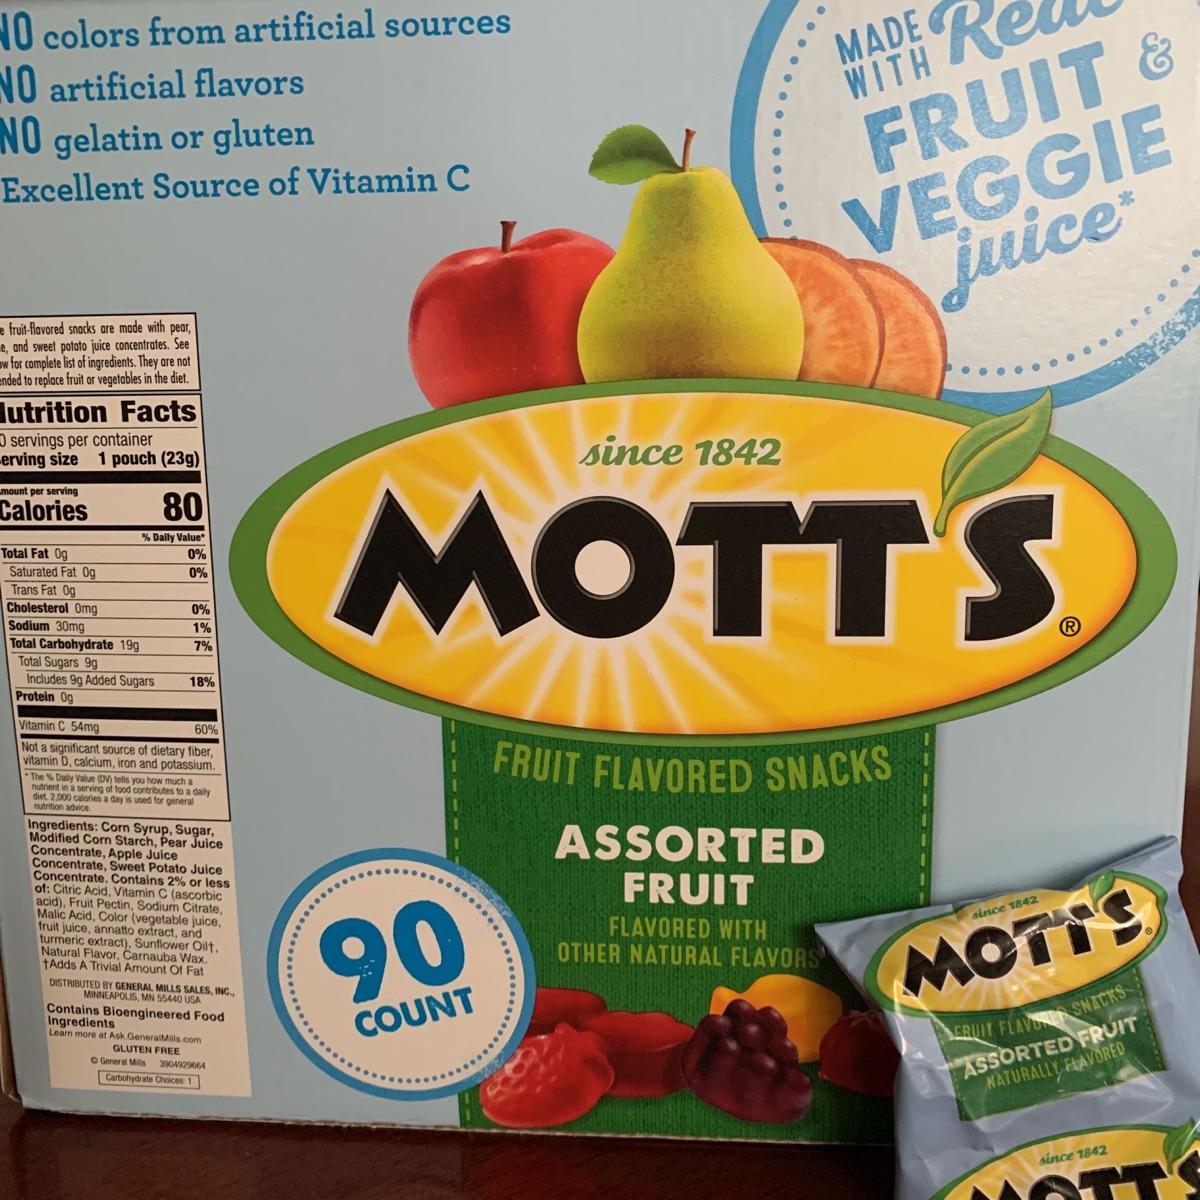 NO colors from artificial sources
NO artificial flavors
NO gelatin or gluten
Excellent Source of Vitamin C
MADE WITH Real
FRUIT &
VEGGIE
juice*
since 1842
MOTT'S®
FRUIT FLAVORED SNACKS
ASSORTED
FRUIT
FLAVORED WITH
OTHER NATURAL FLAVORS
90
COUNT
fruit-flavored snacks are made with pear,
and sweet potato juice concentrates. See
for complete list of ingredients. They are not
to replace fruit or vegetables in the diet.
Nutrition Facts
servings per container
serving size 1 pouch (23g)
Amount per serving
Calories 80
% Daily Value*
Total Fat 0g 0%
Saturated Fat 0g 0%
Trans Fat 0g
Cholesterol 0mg 0%
Sodium 30mg 1%
Total Carbohydrate 19g 7%
Total Sugars 9g
Includes 9g Added Sugars 18%
Protein 0g
Vitamin C 54mg 60%
Not a significant source of dietary fiber,
vitamin D, calcium, iron and potassium.
* The % Daily Value (DV) tells you how much a
nutrient in a serving of food contributes to a daily
diet. 2,000 calories a day is used for general
nutrition advice.
Ingredients: Corn Syrup, Sugar,
Modified Corn Starch, Pear Juice
Concentrate, Apple Juice
Concentrate, Sweet Potato Juice
Concentrate. Contains 2% or less
of: Citric Acid, Vitamin C (ascorbic
acid), Fruit Pectin, Sodium Citrate,
Malic Acid, Color (vegetable juice,
fruit juice, annatto extract, and
turmeric extract), Sunflower Oil†,
Natural Flavor, Carnauba Wax.
†Adds A Trivial Amount Of Fat
DISTRIBUTED BY GENERAL MILLS SALES, INC.,
MINNEAPOLIS, MN 55440 USA
Contains Bioengineered Food
Ingredients
Learn more at Ask.GeneralMills.com
GLUTEN FREE
© General Mills 3904929664
Carbohydrate Choices: 1
since 1842
MOTT'S®
FRUIT FLAVORED SNACKS
ASSORTED FRUIT
NATURALLY FLAVORED
since 1842
MOTT'S